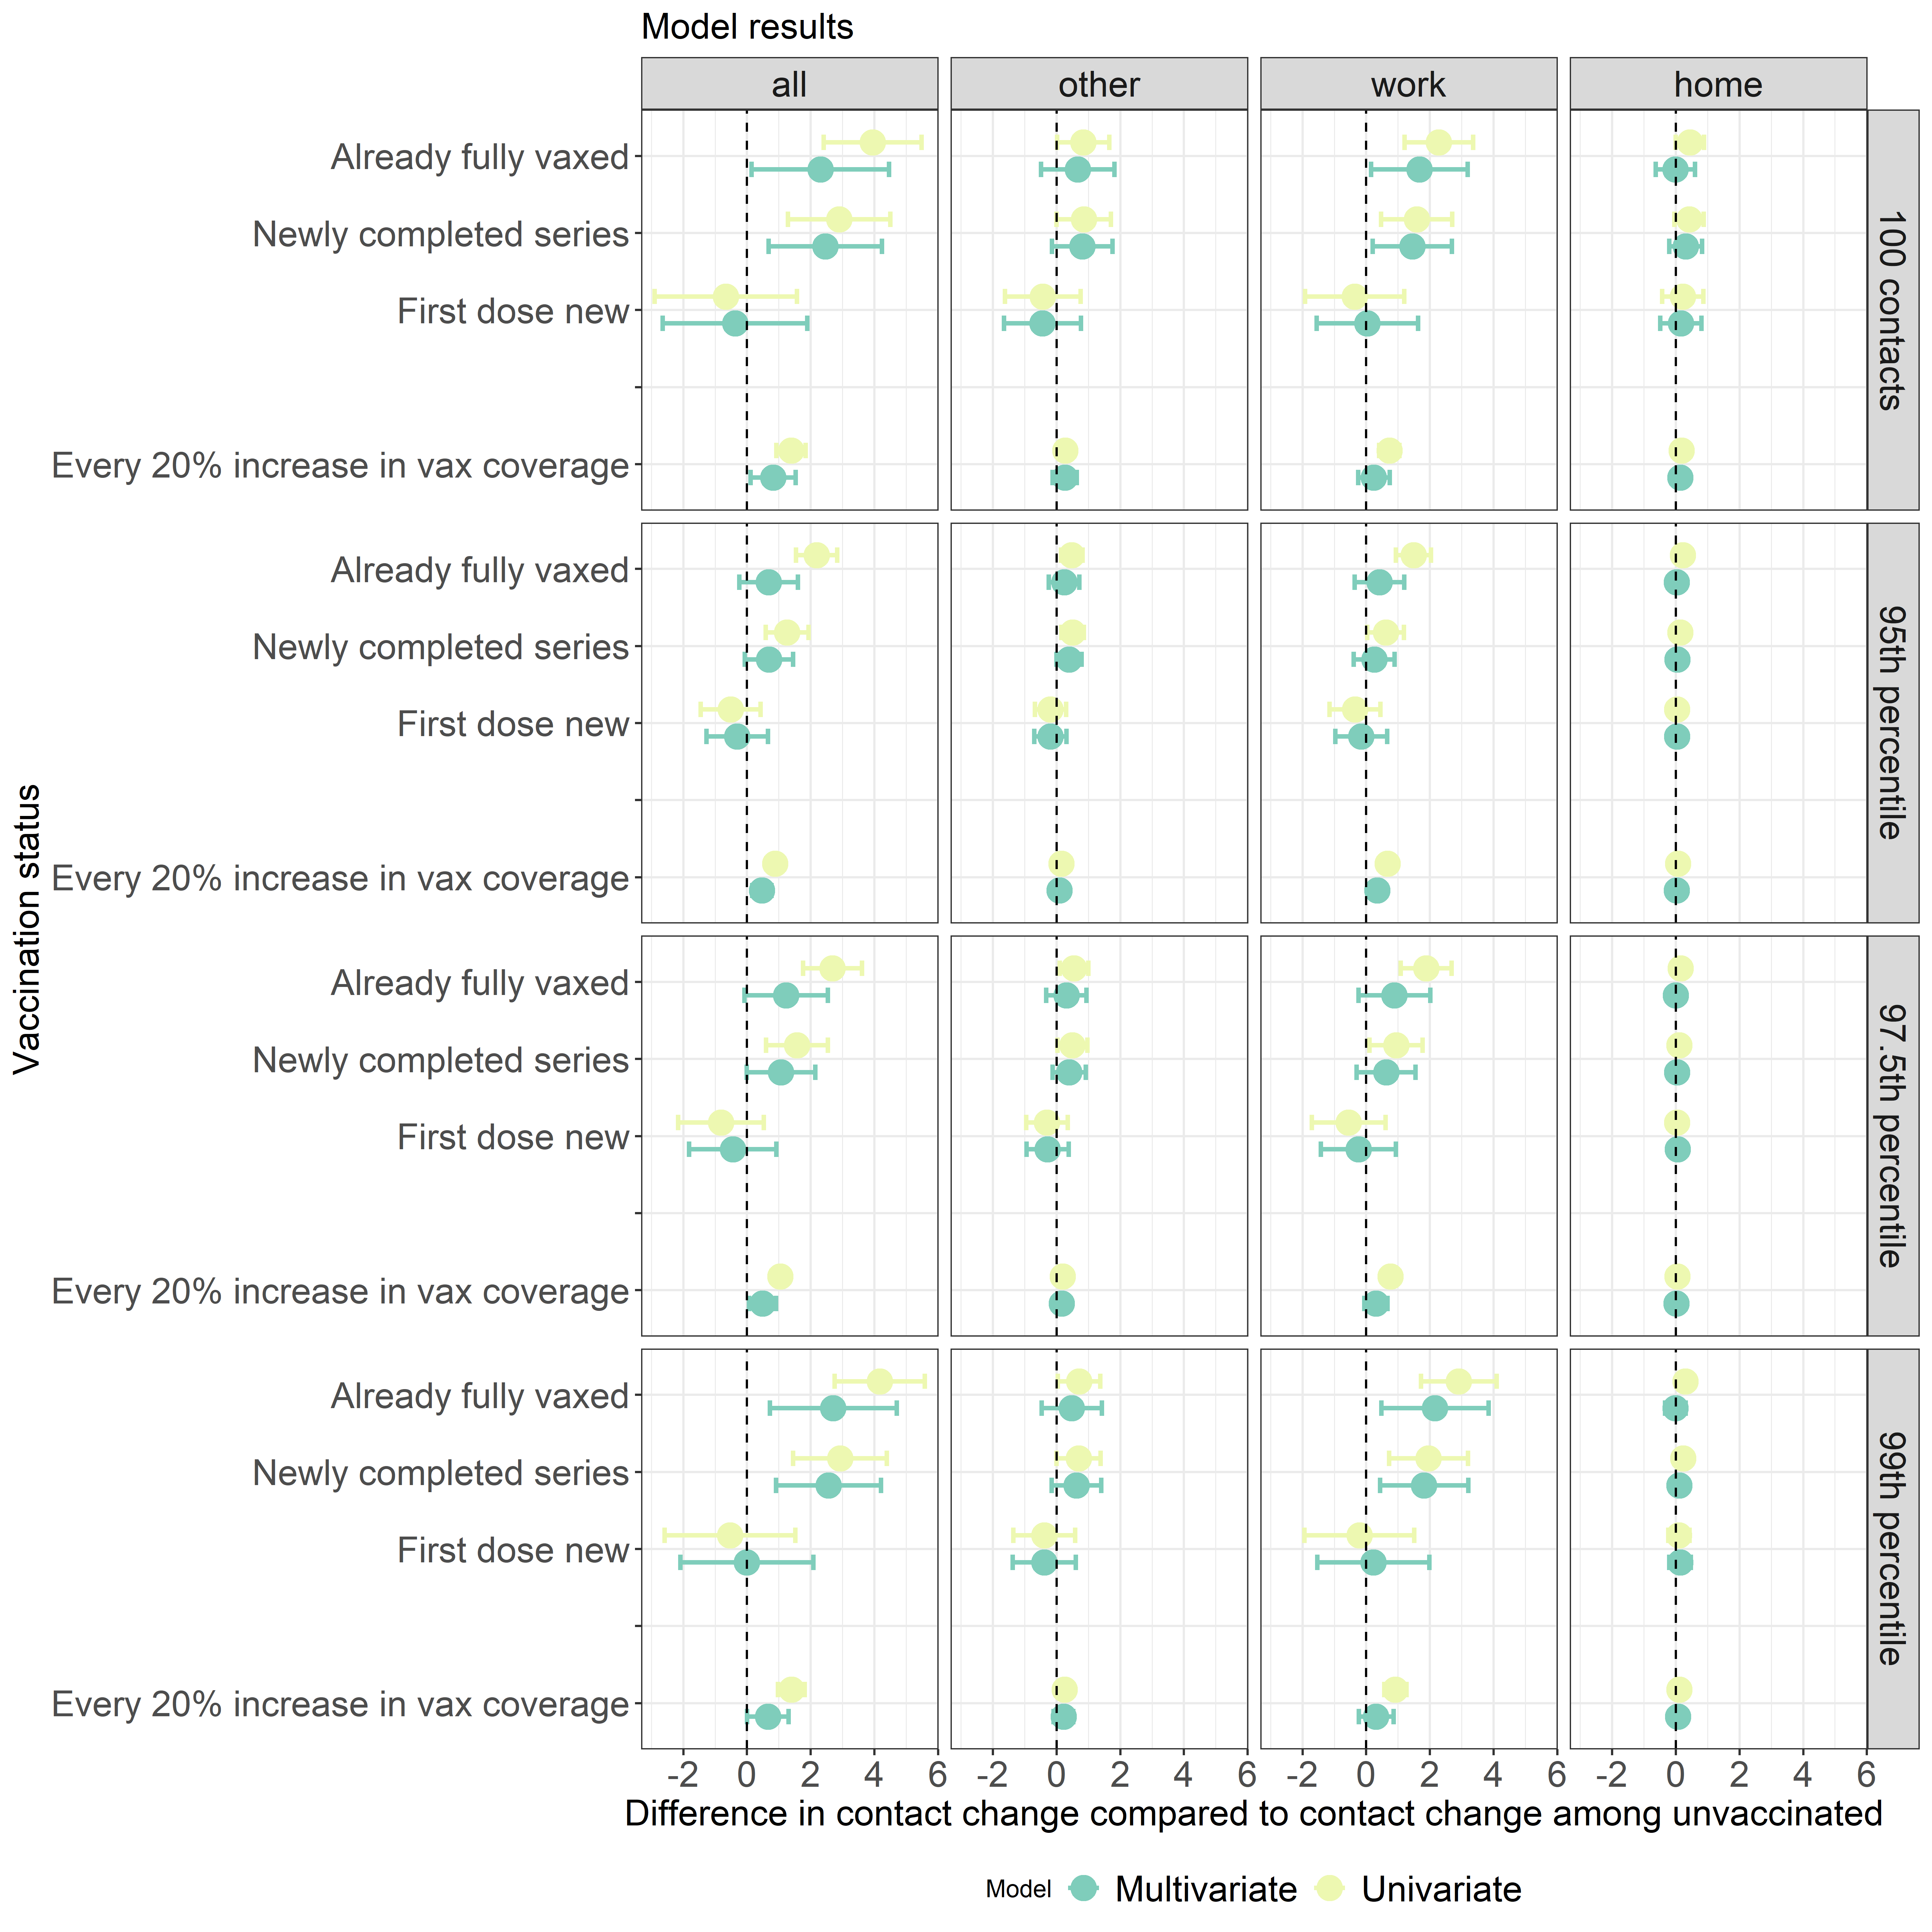 Model results
all other work home
Already fully vaxed
Newly completed series
First dose new
Every 20% increase in vax coverage
100 contacts
Already fully vaxed
Newly completed series
First dose new
Every 20% increase in vax coverage
95th percentile
Already fully vaxed
Newly completed series
First dose new
Every 20% increase in vax coverage
97.5th percentile
Already fully vaxed
Newly completed series
First dose new
Every 20% increase in vax coverage
99th percentile
Vaccination status
-2 0 2 4 6 -2 0 2 4 6 -2 0 2 4 6 -2 0 2 4 6
Difference in contact change compared to contact change among unvaccinated
Model Multivariate Univariate